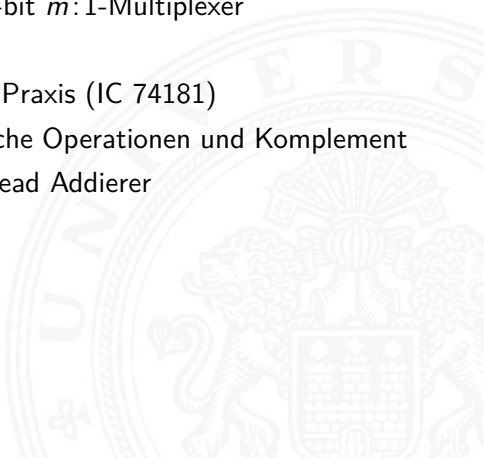 -bit m:1-Multiplexer
Praxis (IC 74181)
che Operationen und Komplement
ead Addierer
U N I V E R S